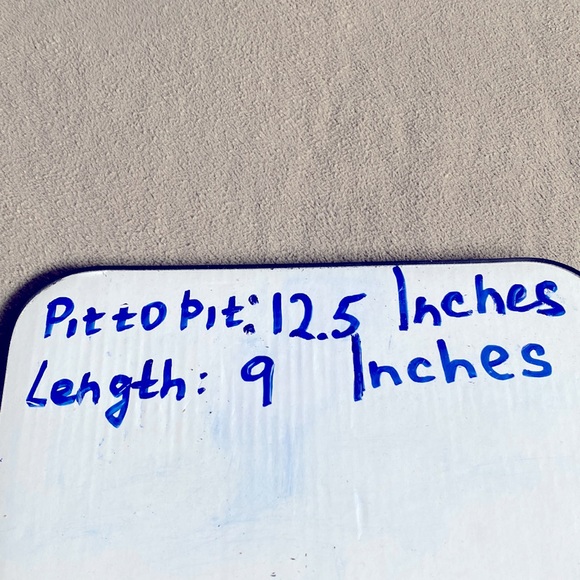 Pit to Pit: 12.5 Inches
Length: 9 Inches